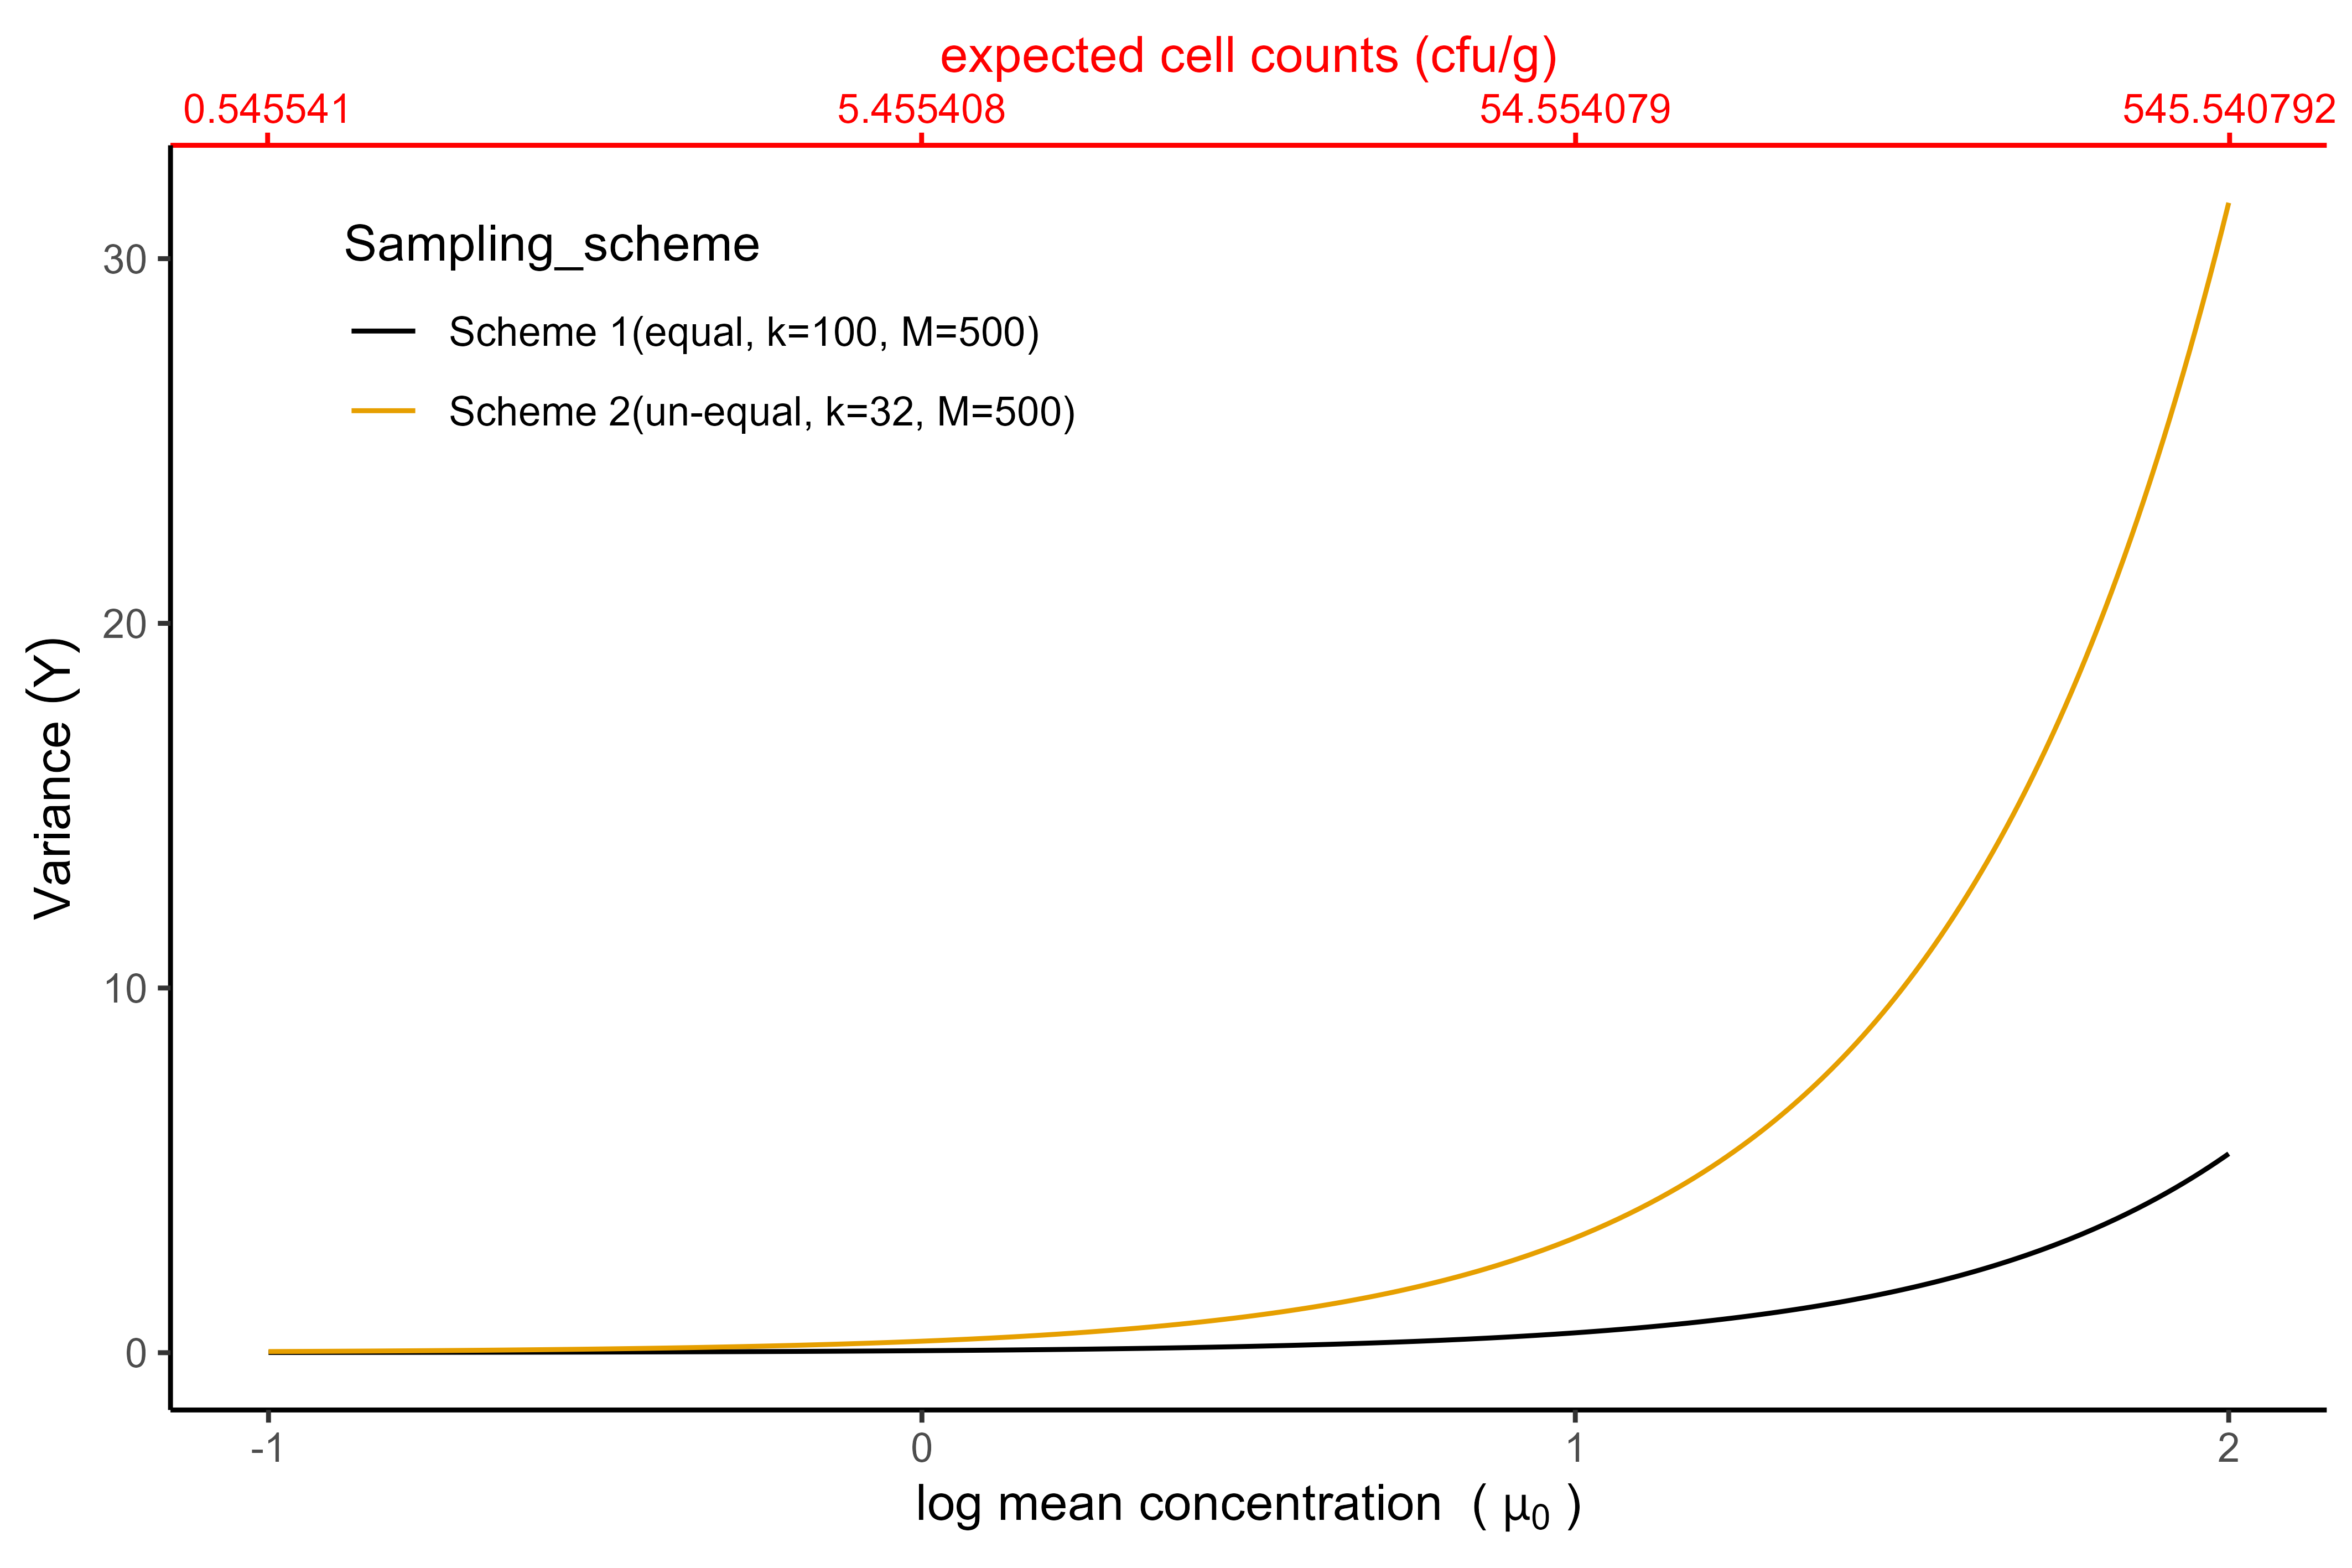 expected cell counts (cfu/g)
0.545541 5.455408 54.554079 545.540792
Sampling_scheme
Scheme 1(equal, k=100, M=500)
Scheme 2(un-equal, k=32, M=500)
30
20
10
0
Variance (Y)
-1 0 1 2
log mean concentration ( μ₀ )